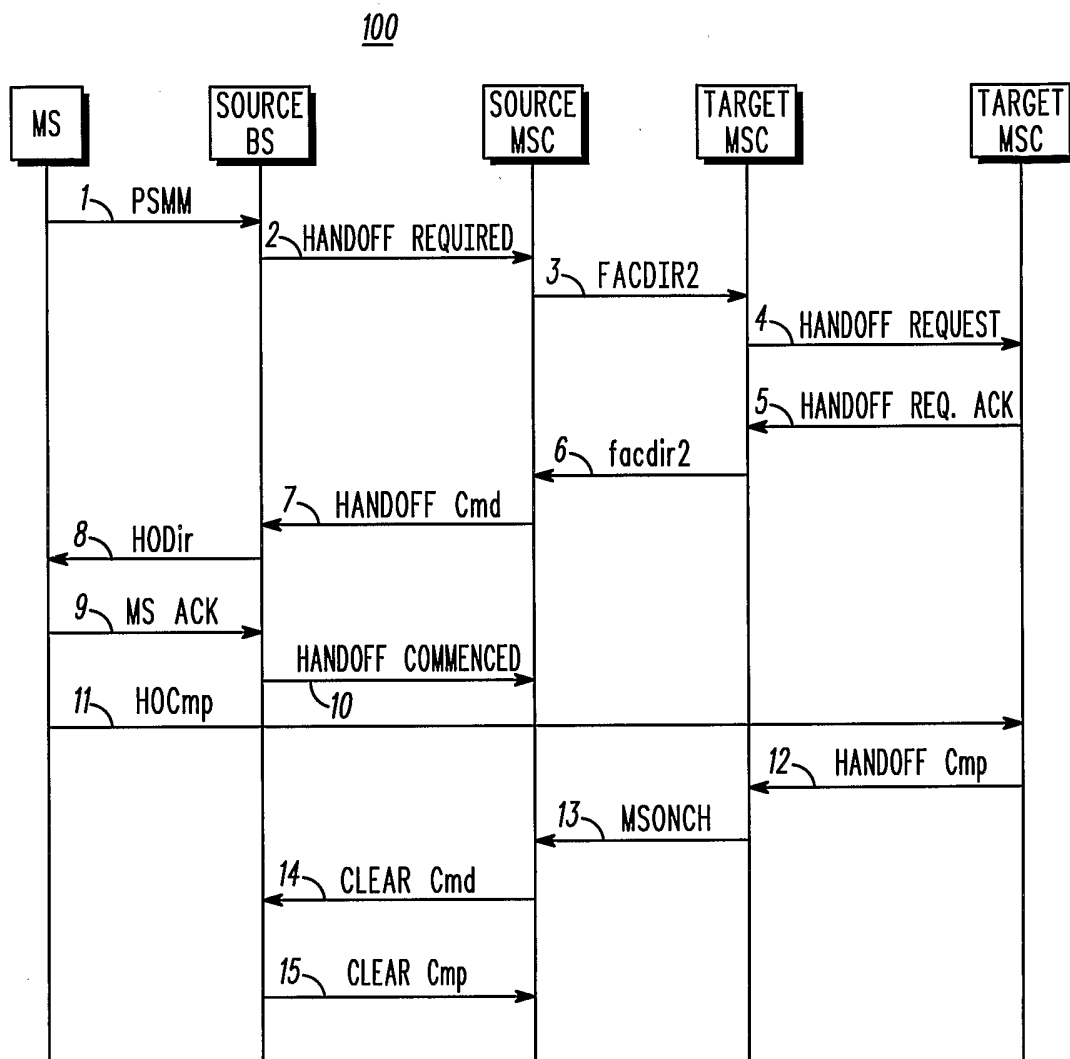 100
MS
SOURCE
BS
SOURCE
MSC
TARGET
MSC
TARGET
MSC
1 PSMM
2 HANDOFF REQUIRED
3 FACDIR2
4 HANDOFF REQUEST
5 HANDOFF REQ. ACK
6 facdir2
7 HANDOFF Cmd
8 HODir
9 MS ACK
HANDOFF COMMENCED
10
11 HOCmp
12 HANDOFF Cmp
13 MSONCH
14 CLEAR Cmd
15 CLEAR Cmp